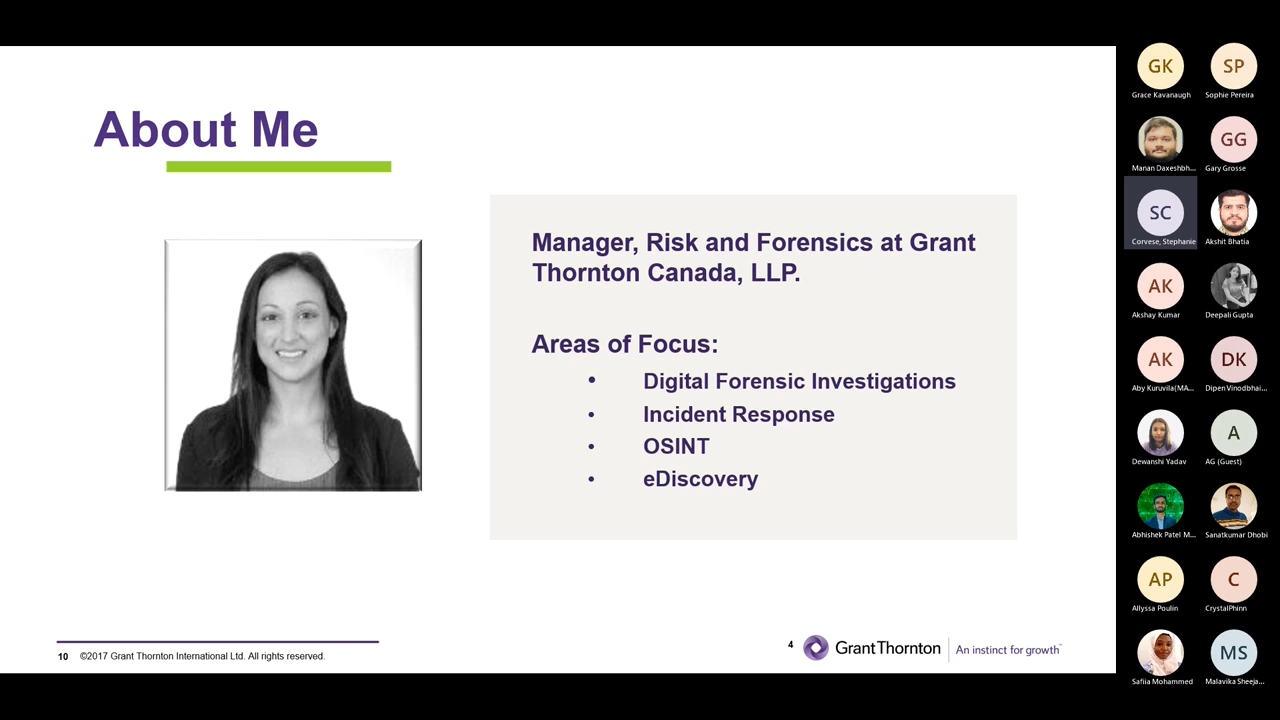 About Me
Manager, Risk and Forensics at Grant
Thornton Canada, LLP.
Areas of Focus:
• Digital Forensic Investigations
• Incident Response
• OSINT
• eDiscovery
10 ©2017 Grant Thornton International Ltd. All rights reserved.
4 Grant Thornton An instinct for growth™
GK SP
Grace Kavanaugh Sophie Pereira
GG
Manan Daxeshbh... Gary Grosse
SC
Corvese, Stephanie Akshit Bhatia
AK
Akshay Kumar Deepali Gupta
AK DK
Aby Kuruvila(MA... Dipen Vinodbhai...
A
Dewanshi Yadav AG (Guest)
Abhishek Patel M... Sanatkumar Dhobi
AP C
Allyssa Poulin CrystalPhinn
MS
Safiia Mohammed Malavika Sheeja...